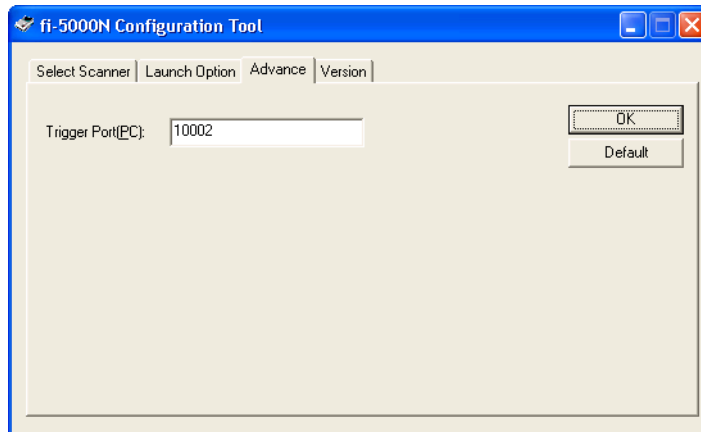 fi-5000N Configuration Tool
Select Scanner Launch Option Advance Version
Trigger Port(PC): 10002
OK
Default